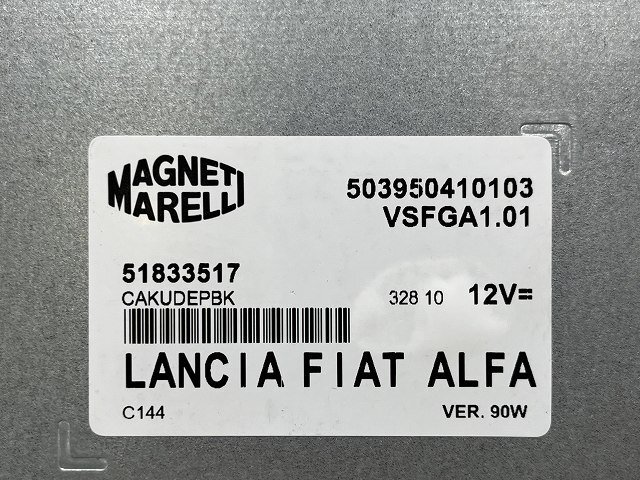 MAGNETI
MARELLI
503950410103
VSFGA1.01
51833517
CAKUDEPBK
328 10 12V=
LANCIA FIAT ALFA
C144 VER. 90W